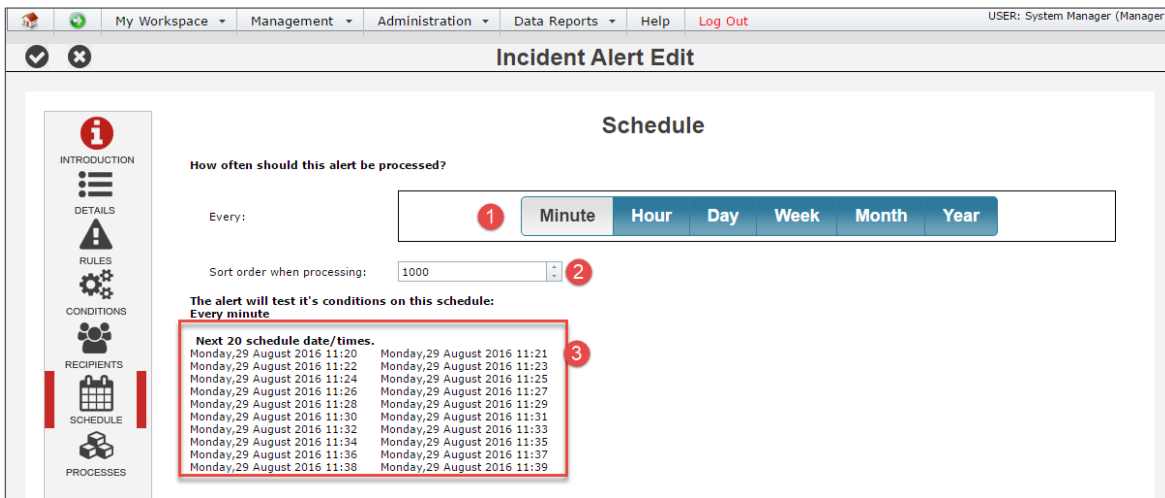 My Workspace Management Administration Data Reports Help Log Out USER: System Manager (Manager
Incident Alert Edit
Schedule
INTRODUCTION
How often should this alert be processed?
DETAILS
Every: 1 Minute Hour Day Week Month Year
RULES
Sort order when processing: 1000 2
CONDITIONS
The alert will test it's conditions on this schedule:
Every minute
Next 20 schedule date/times.
Monday,29 August 2016 11:20 Monday,29 August 2016 11:21 3
Monday,29 August 2016 11:22 Monday,29 August 2016 11:23
RECIPIENTS
Monday,29 August 2016 11:24 Monday,29 August 2016 11:25
Monday,29 August 2016 11:26 Monday,29 August 2016 11:27
Monday,29 August 2016 11:28 Monday,29 August 2016 11:29
SCHEDULE
Monday,29 August 2016 11:30 Monday,29 August 2016 11:31
Monday,29 August 2016 11:32 Monday,29 August 2016 11:33
Monday,29 August 2016 11:34 Monday,29 August 2016 11:35
Monday,29 August 2016 11:36 Monday,29 August 2016 11:37
Monday,29 August 2016 11:38 Monday,29 August 2016 11:39
PROCESSES